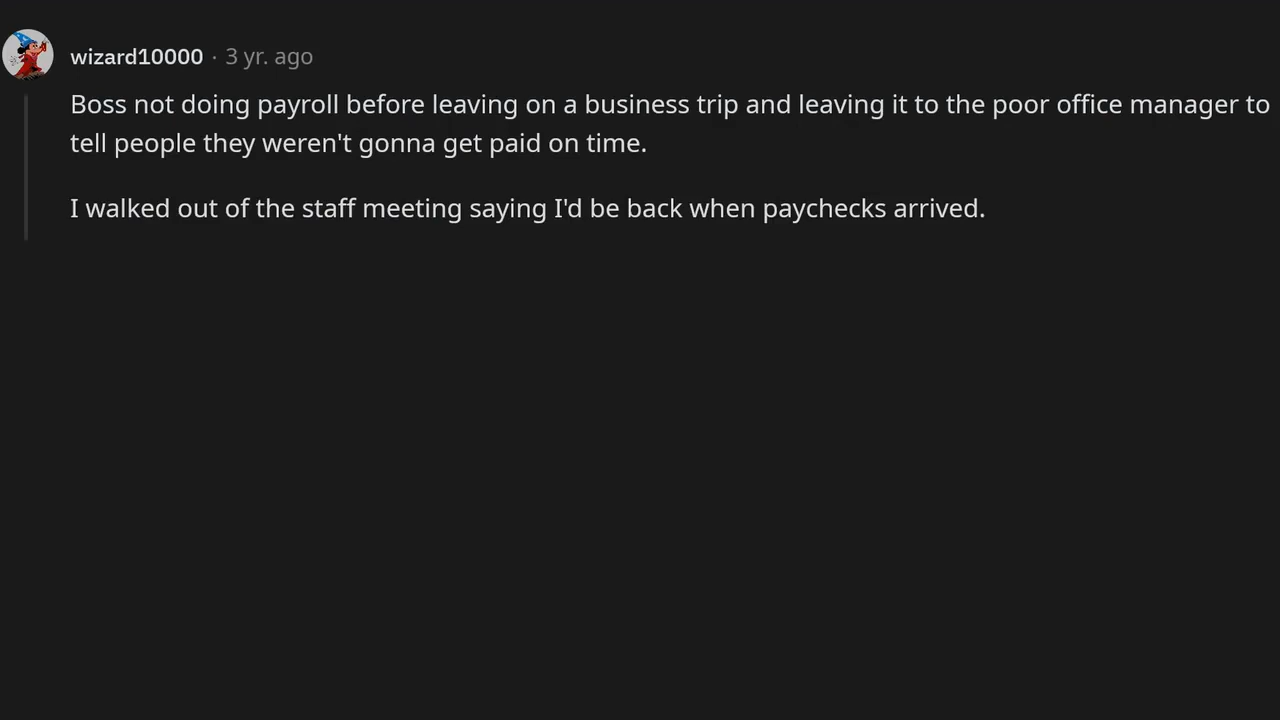 wizard10000 · 3 yr. ago
Boss not doing payroll before leaving on a business trip and leaving it to the poor office manager to
tell people they weren't gonna get paid on time.
I walked out of the staff meeting saying I'd be back when paychecks arrived.